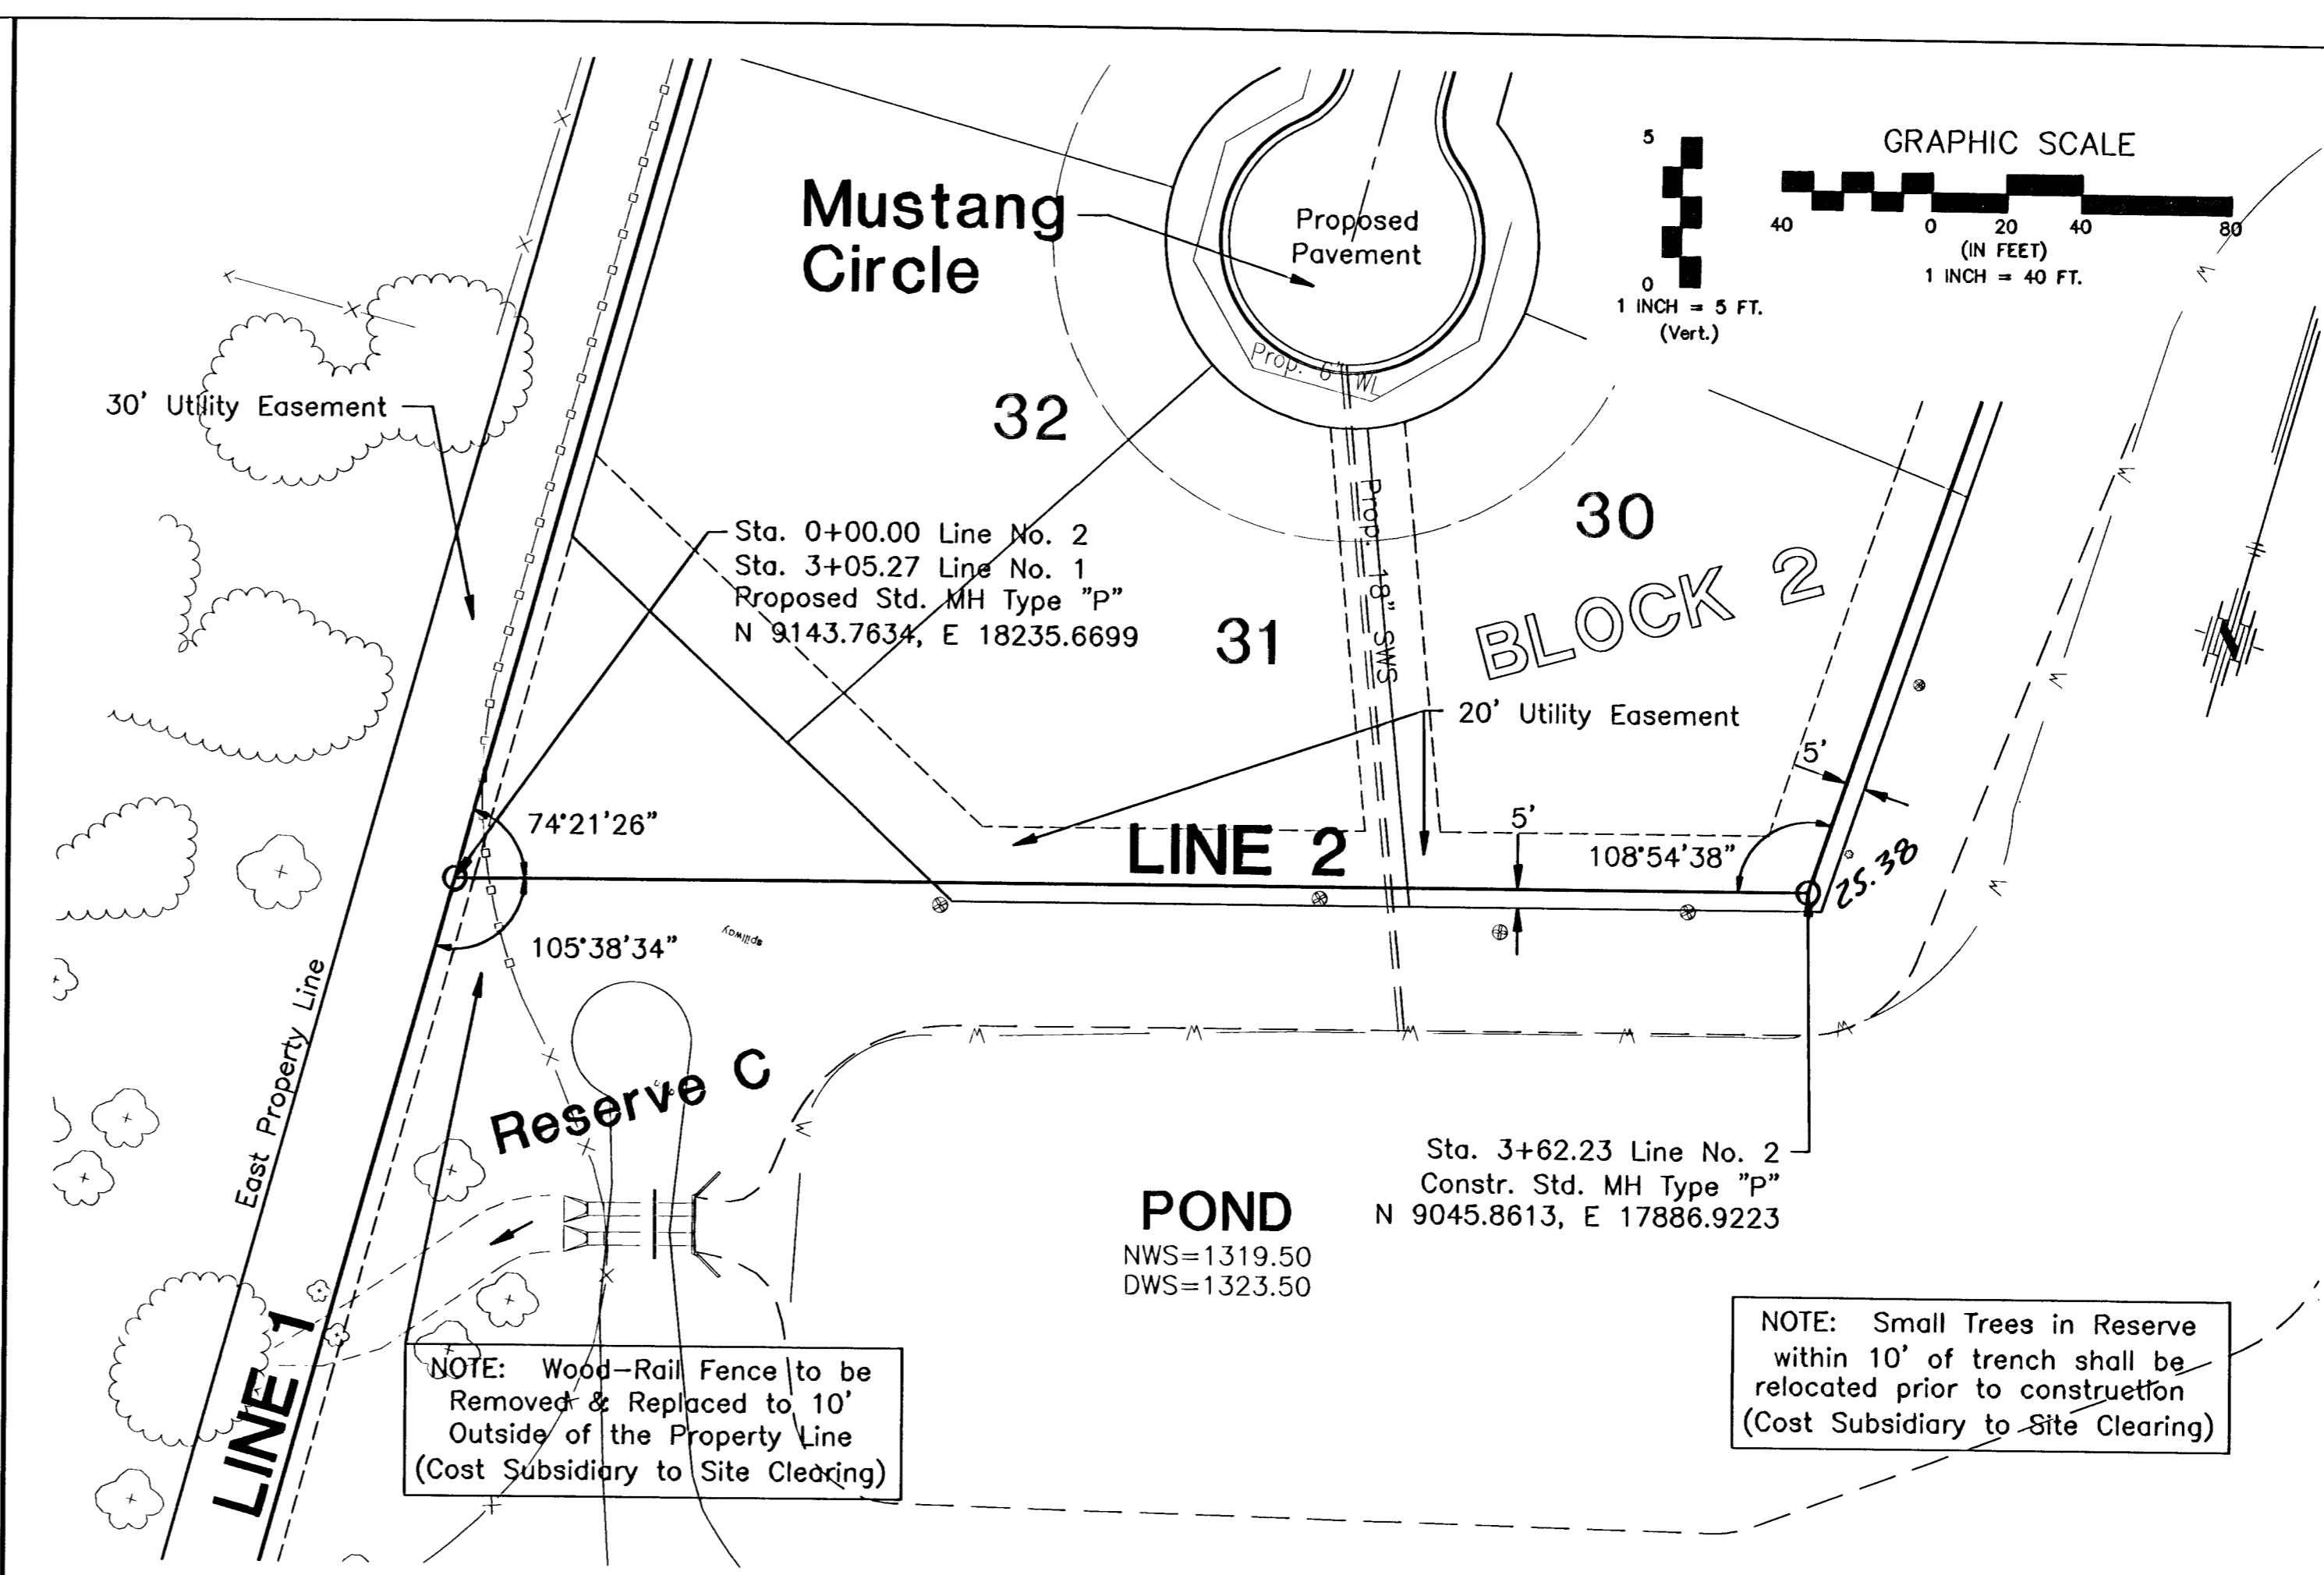 GRAPHIC SCALE
5
0
1 INCH = 5 FT.
(Vert.)
40 0 20 40 80
(IN FEET)
1 INCH = 40 FT.
Mustang
Circle
Proposed
Pavement
Prop. 6" WL
30' Utility Easement
32
Sta. 0+00.00 Line No. 2
Sta. 3+05.27 Line No. 1
Proposed Std. MH Type "P"
N 9143.7634, E 18235.6699
Prop. 18" SWS
30
BLOCK 2
31
N
20' Utility Easement
5'
74°21'26"
LINE 2
5'
108°54'38"
25.38
105°38'34"
spillway
East Property Line
Reserve C
Sta. 3+62.23 Line No. 2
Constr. Std. MH Type "P"
N 9045.8613, E 17886.9223
POND
NWS=1319.50
DWS=1323.50
LINE 1
NOTE: Wood-Rail Fence to be
Removed & Replaced to 10'
Outside of the Property Line
(Cost Subsidiary to Site Clearing)
NOTE: Small Trees in Reserve
within 10' of trench shall be
relocated prior to construction
(Cost Subsidiary to Site Clearing)